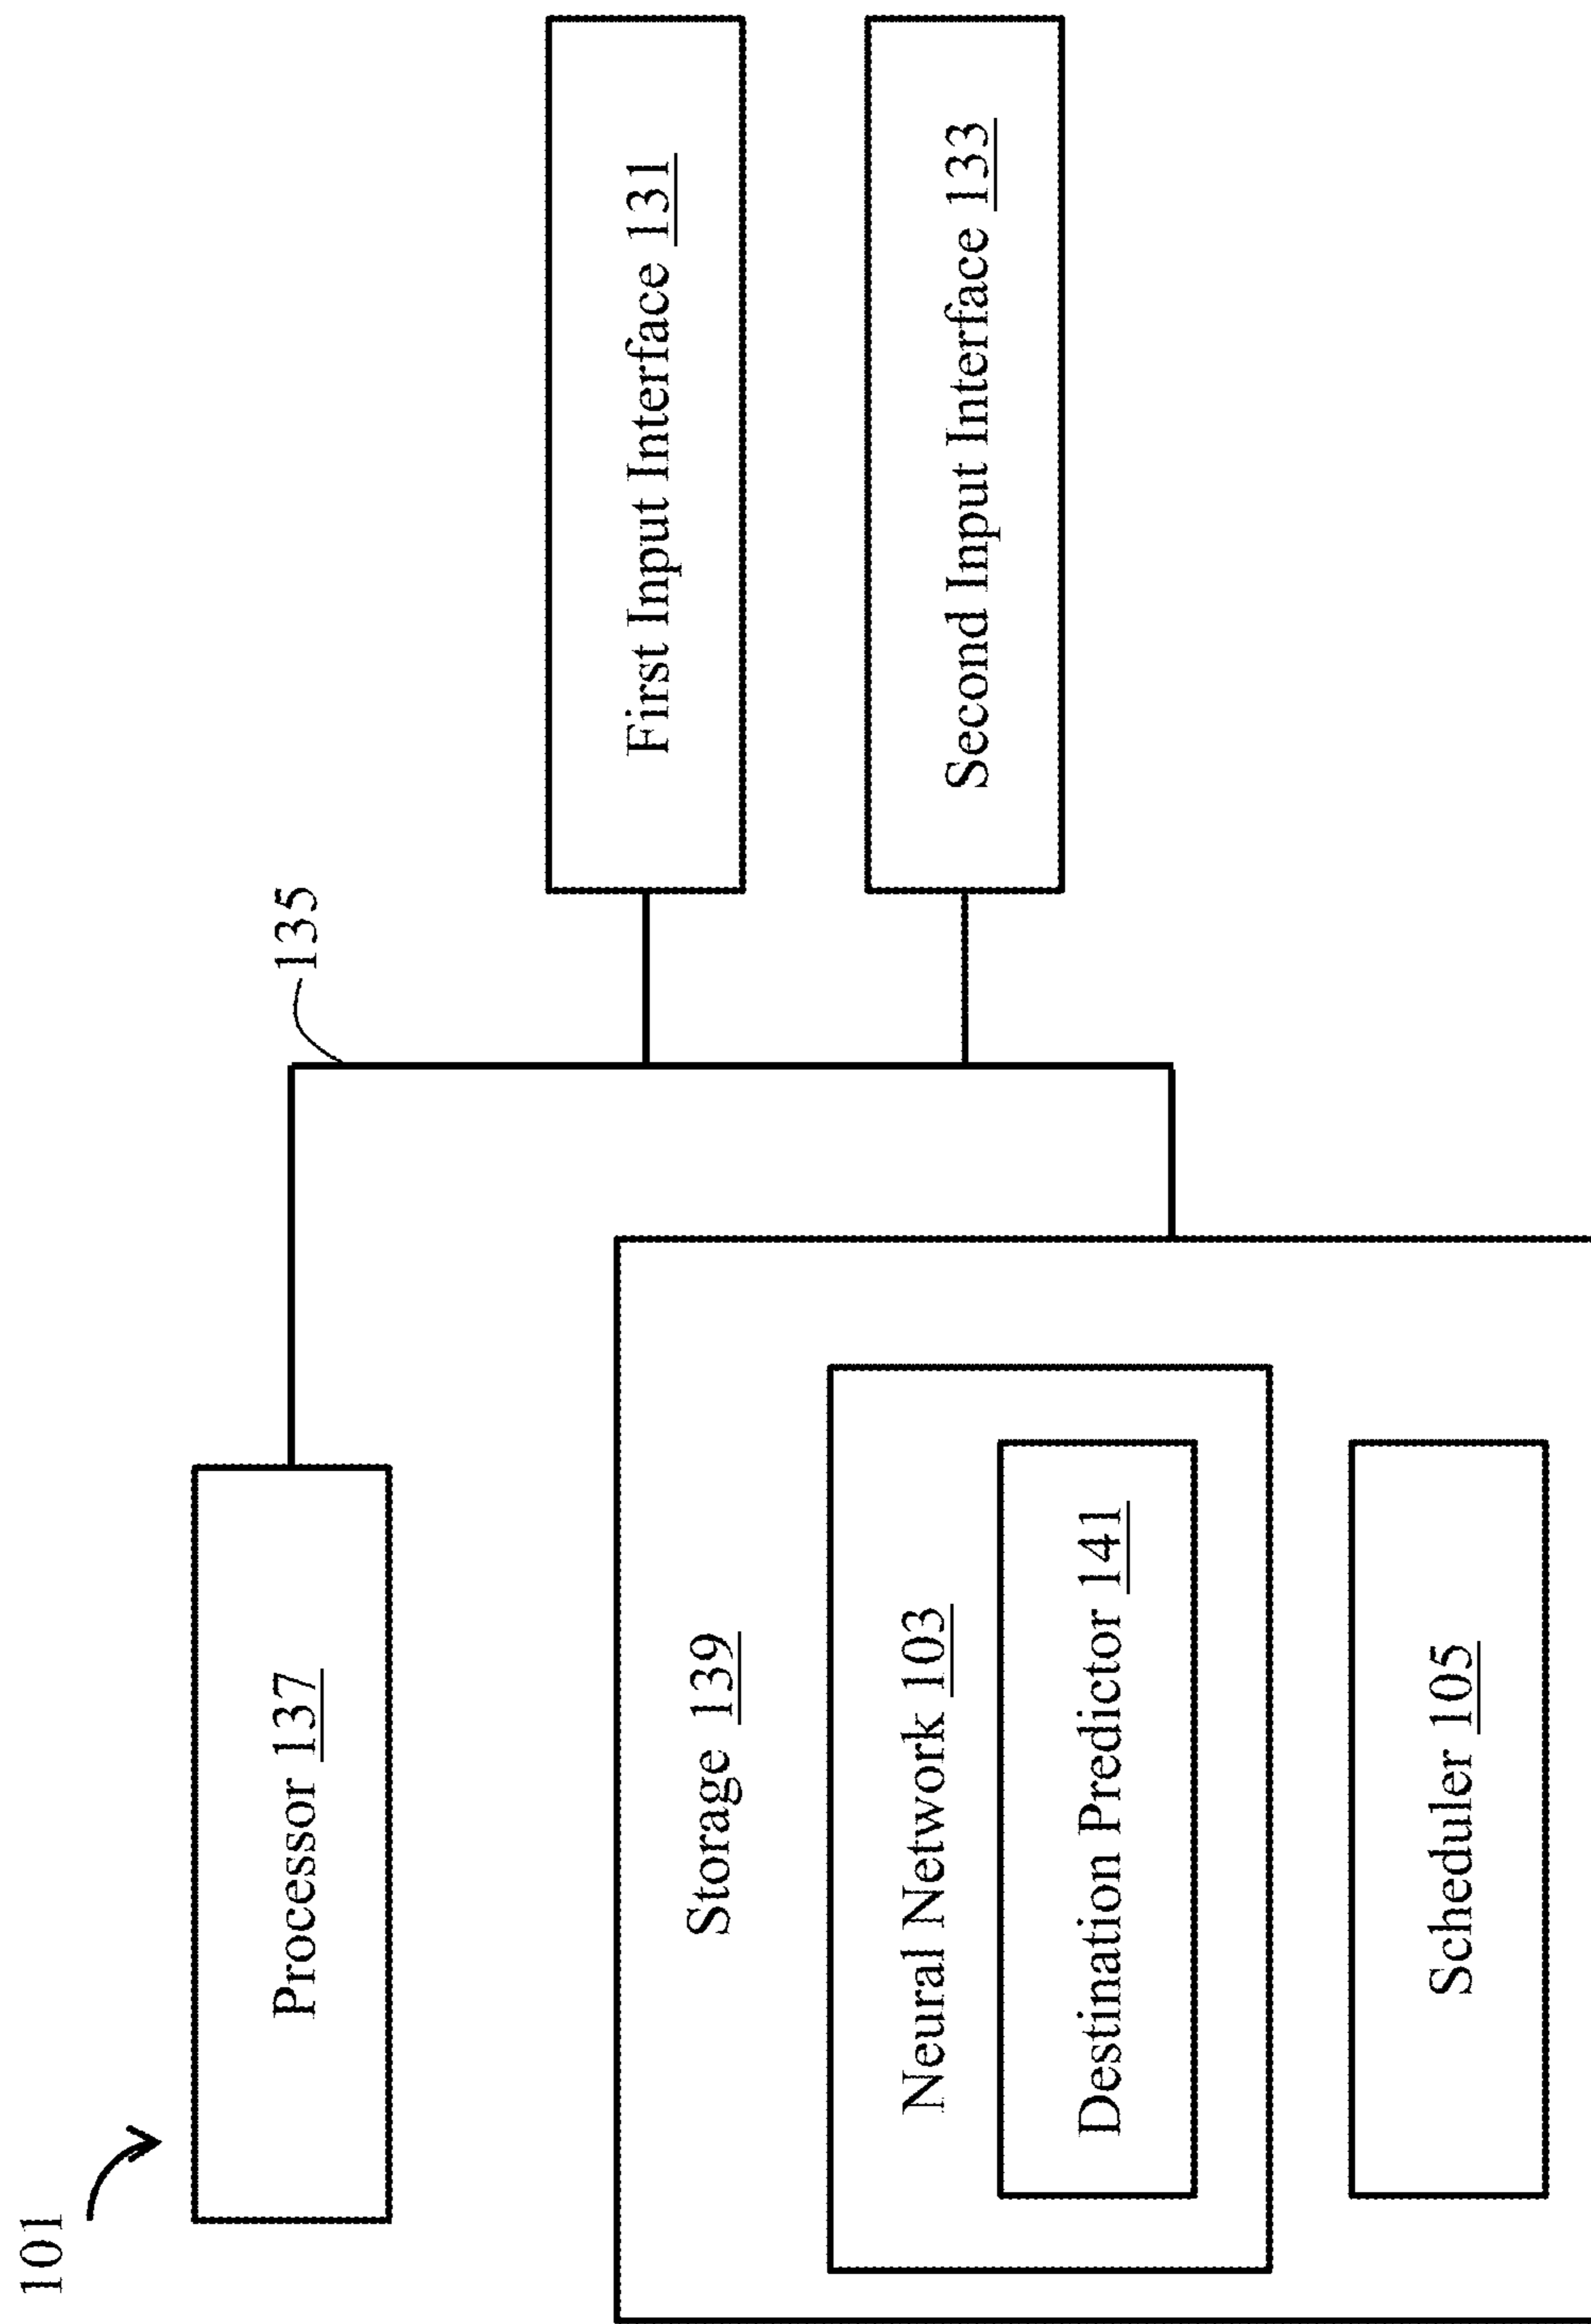 101
135
Processor 137
First Input Interface 131
Storage 139
Neural Network 103
Second Input Interface 133
Destination Predictor 141
Scheduler 105